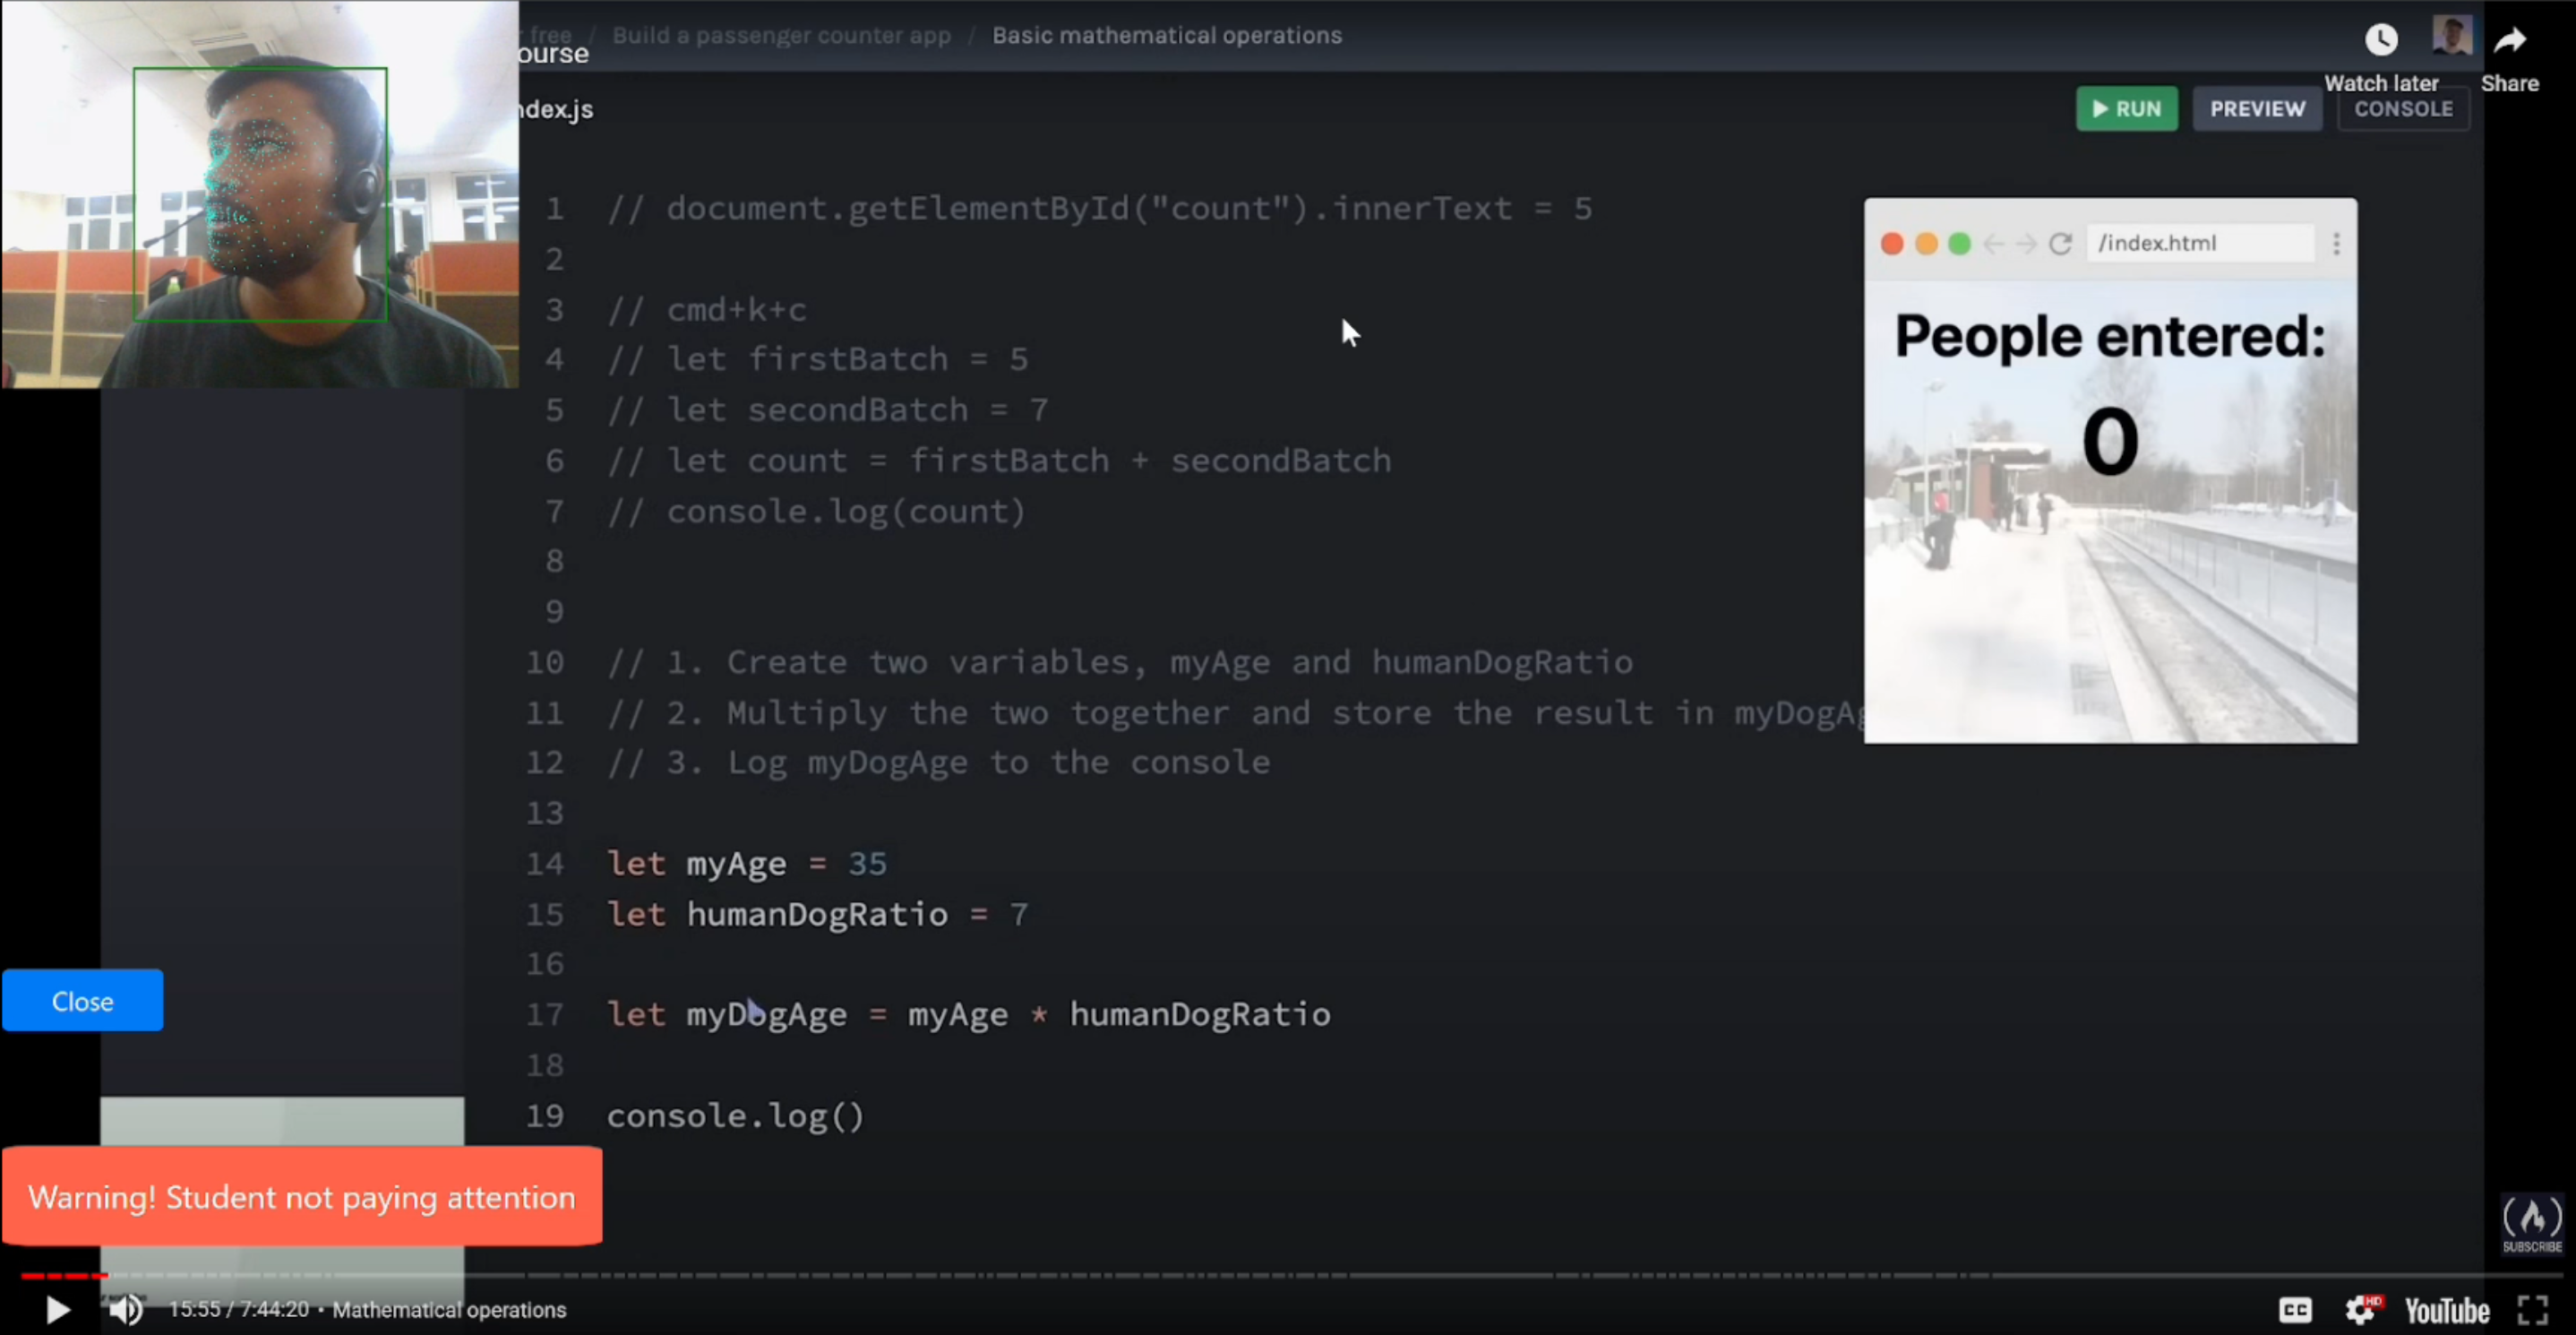 free / Build a passenger counter app / Basic mathematical operations
ourse
Watch later
Share
ndex.js
RUN
PREVIEW
CONSOLE
1 // document.getElementById("count").innerText = 5
2
3 // cmd+k+c
4 // let firstBatch = 5
5 // let secondBatch = 7
6 // let count = firstBatch + secondBatch
7 // console.log(count)
8
9
10 // 1. Create two variables, myAge and humanDogRatio
11 // 2. Multiply the two together and store the result in myDogAg
12 // 3. Log myDogAge to the console
13
14 let myAge = 35
15 let humanDogRatio = 7
16
17 let myDogAge = myAge * humanDogRatio
18
19 console.log()
/index.html
People entered:
0
Close
Warning! Student not paying attention
SUBSCRIBE
15:55 / 7:44:20 • Mathematical operations
CC
HD
YouTube